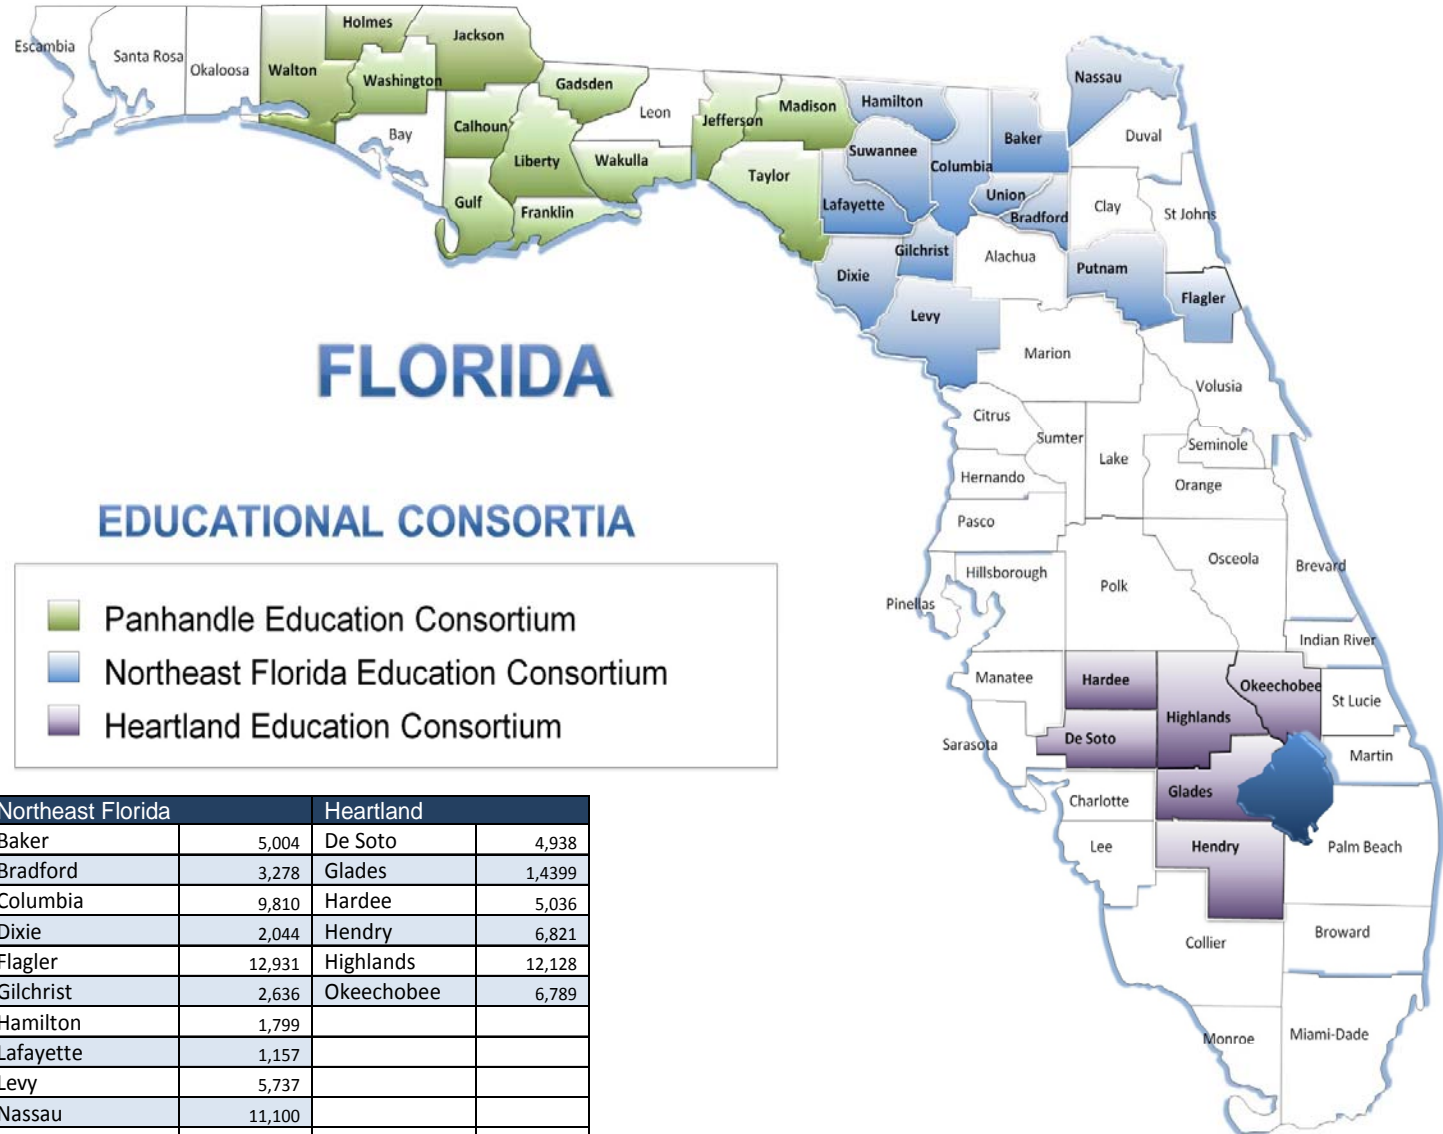 Holmes
Jackson
Escambia
Santa Rosa
Okaloosa
Walton
Washington
Gadsden
Nassau
Leon
Jefferson
Madison
Hamilton
Calhoun
Bay
Baker
Duval
Liberty
Wakulla
Suwannee
Columbia
Taylor
Gulf
Franklin
Lafayette
Union
Bradford
Clay
St Johns
Gilchrist
Alachua
Dixie
Putnam
Levy
Flagler
FLORIDA
Marion
Volusia
Citrus
Sumter
Seminole
Lake
Hernando
Orange
EDUCATIONAL CONSORTIA
Pasco
Osceola
Brevard
Hillsborough
Polk
Pinellas
Panhandle Education Consortium
Northeast Florida Education Consortium
Heartland Education Consortium
Indian River
Manatee
Hardee
Okeechobee
St Lucie
Highlands
De Soto
Sarasota
Martin
Glades
Charlotte
Lee
Hendry
Palm Beach
Collier
Broward
Monroe
Miami-Dade
Northeast Florida Heartland
Baker 5,004 De Soto 4,938
Bradford 3,278 Glades 1,4399
Columbia 9,810 Hardee 5,036
Dixie 2,044 Hendry 6,821
Flagler 12,931 Highlands 12,128
Gilchrist 2,636 Okeechobee 6,789
Hamilton 1,799
Lafayette 1,157
Levy 5,737
Nassau 11,100